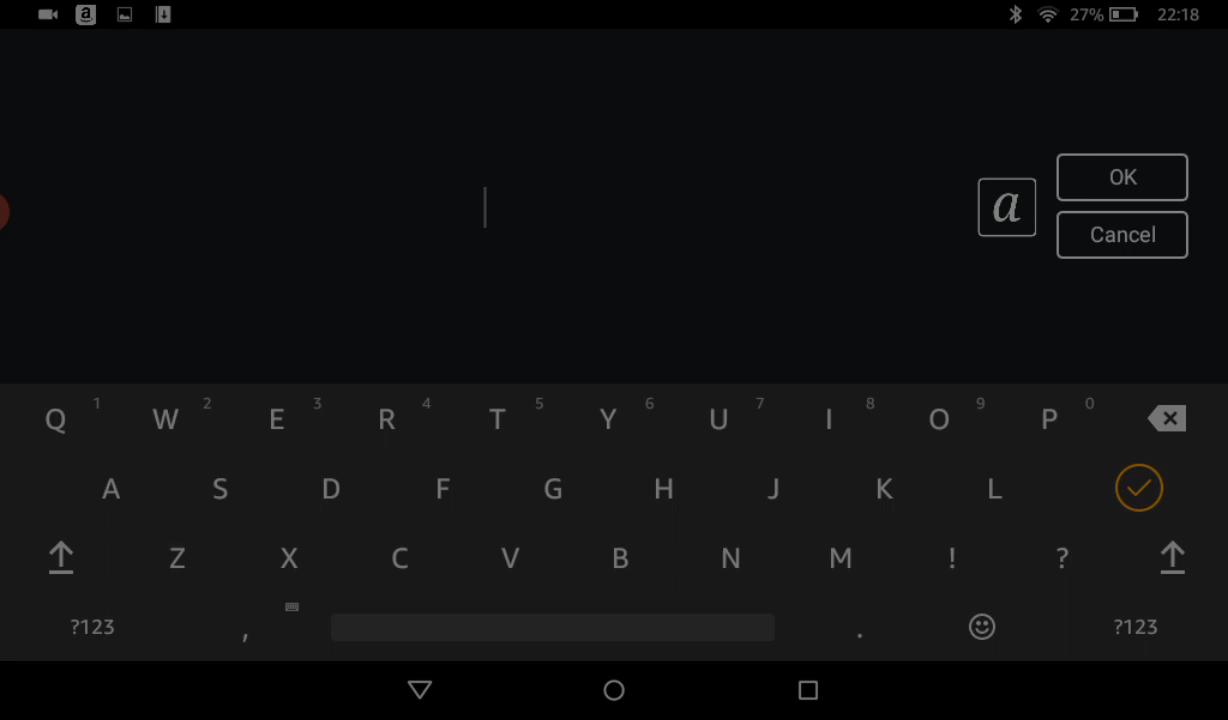 a 27% 22:18
OK
a
Cancel
1 2 3 4 5 6 7 8 9 0
Q W E R T Y U I O P
A S D F G H J K L
Z X C V B N M ! ?
?123 , . ?123